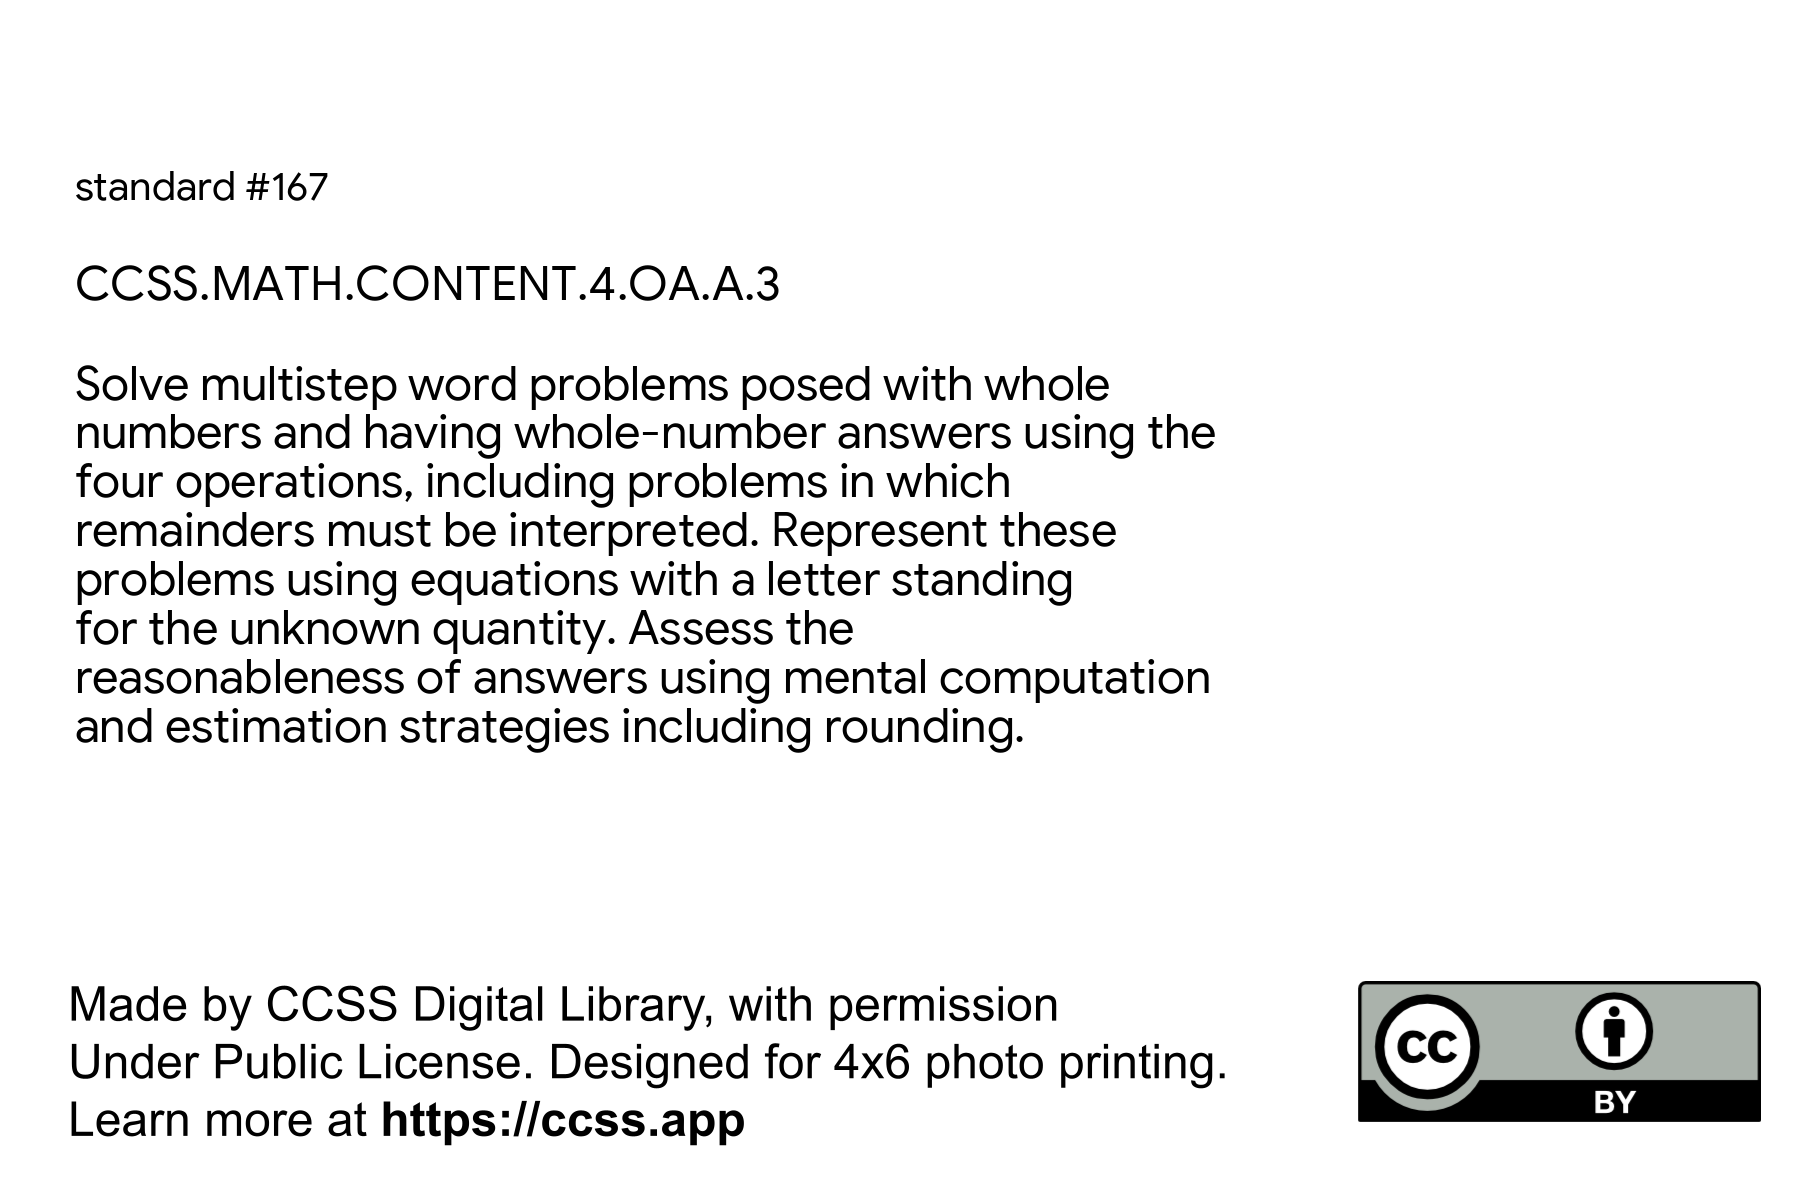 standard #167
CCSS.MATH.CONTENT.4.OA.A.3
Solve multistep word problems posed with whole
numbers and having whole-number answers using the
four operations, including problems in which
remainders must be interpreted. Represent these
problems using equations with a letter standing
for the unknown quantity. Assess the
reasonableness of answers using mental computation
and estimation strategies including rounding.
Made by CCSS Digital Library, with permission
Under Public License. Designed for 4x6 photo printing.
Learn more at https://ccss.app
CC
BY